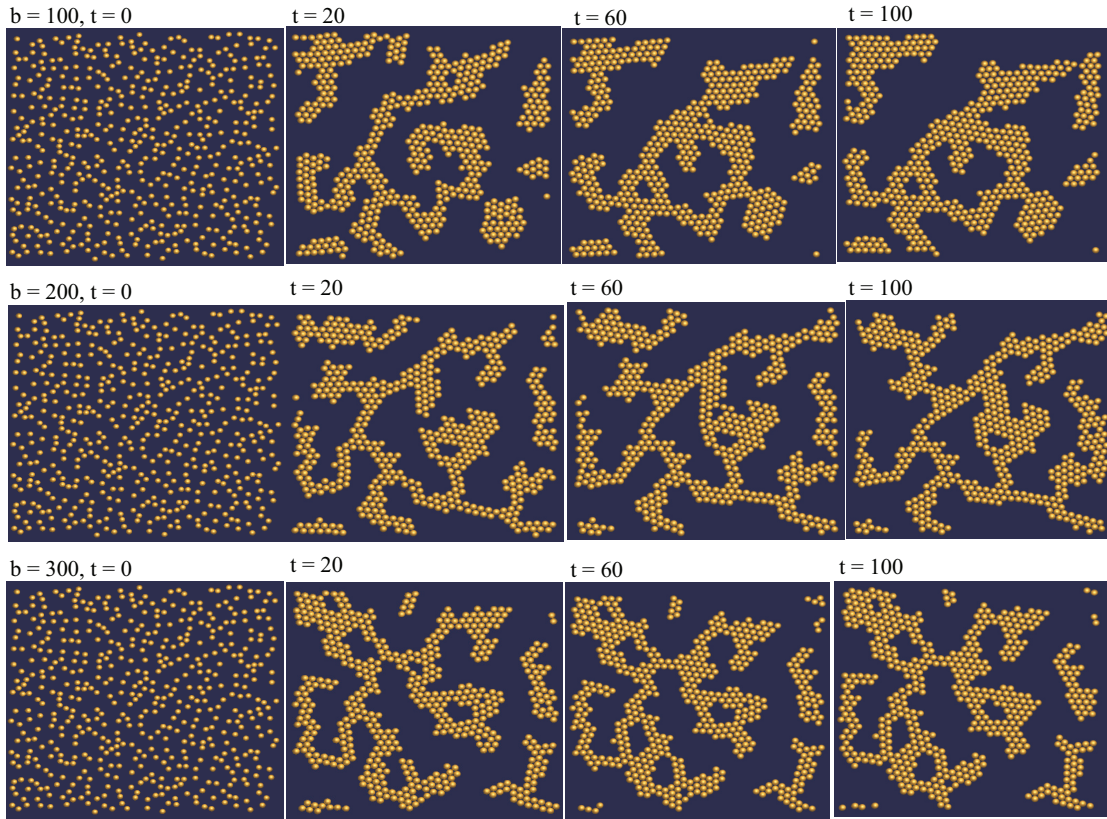 b = 100, t = 0
t = 20
t = 60
t = 100
b = 200, t = 0
t = 20
t = 60
t = 100
b = 300, t = 0
t = 20
t = 60
t = 100